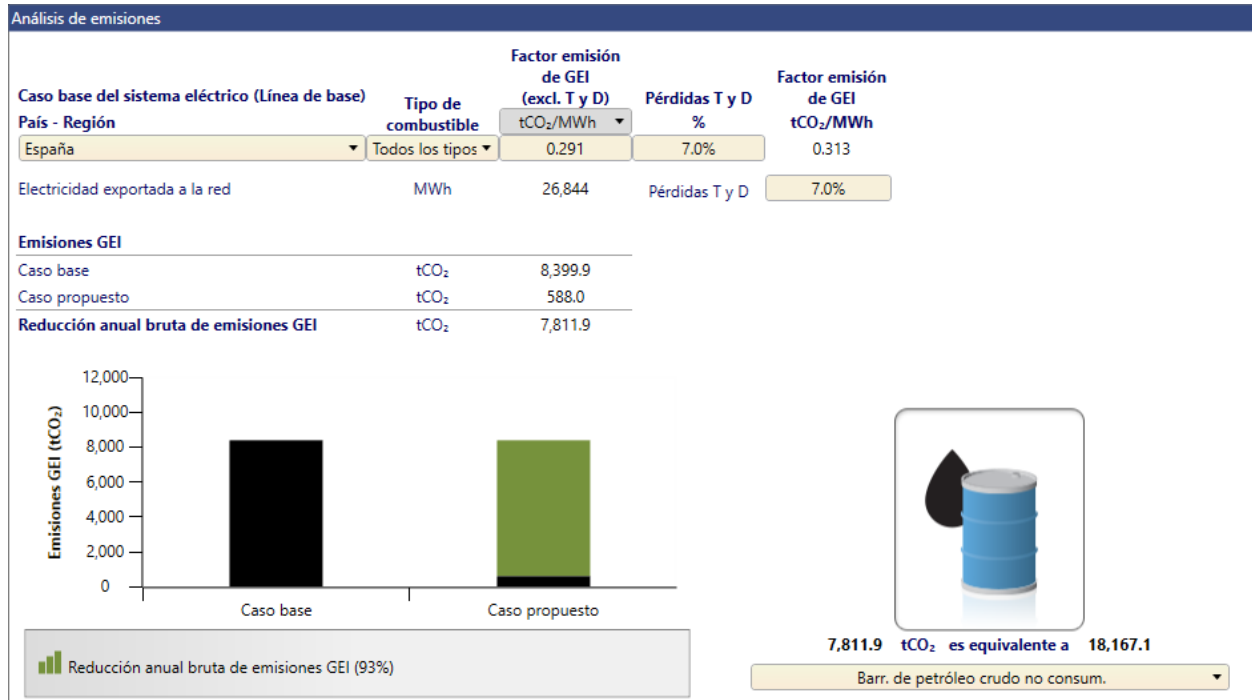 Análisis de emisiones
Factor emisión
de GEI
(excl. T y D)
Factor emisión
de GEI
Caso base del sistema eléctrico (Línea de base)
Tipo de
Pérdidas T y D
País - Región
combustible
tCO₂/MWh
%
tCO₂/MWh
España
Todos los tipos
0.291
7.0%
0.313
Electricidad exportada a la red
MWh
26,844
Pérdidas T y D
7.0%
Emisiones GEI
Caso base
tCO₂
8,399.9
Caso propuesto
tCO₂
588.0
Reducción anual bruta de emisiones GEI
tCO₂
7,811.9
Emisiones GEI (tCO₂)
12,000
10,000
8,000
6,000
4,000
2,000
0
Caso base
Caso propuesto
Reducción anual bruta de emisiones GEI (93%)
7,811.9 tCO₂ es equivalente a 18,167.1
Barr. de petróleo crudo no consum.